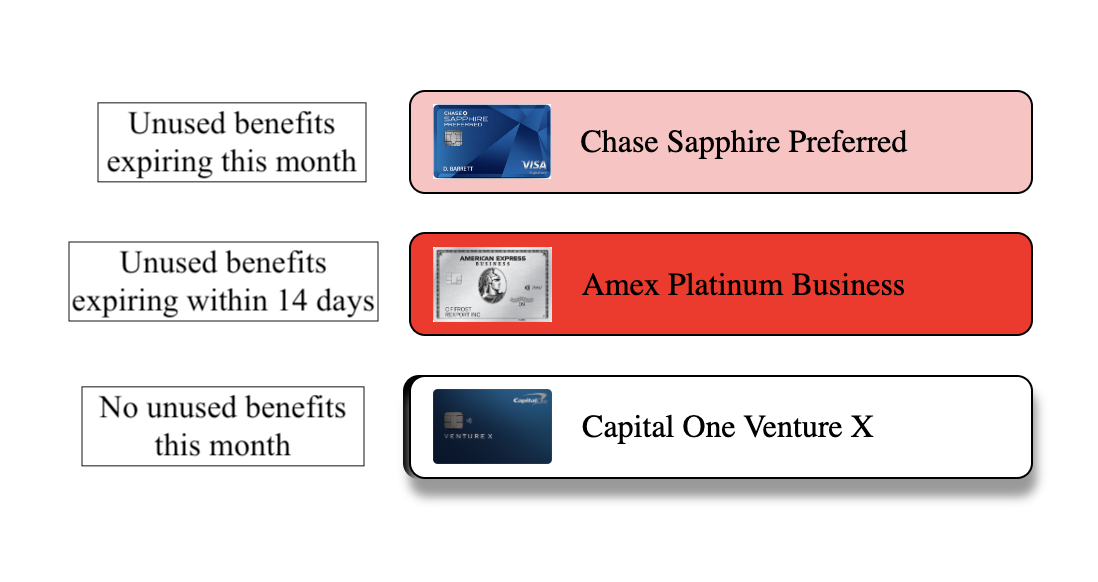 Unused benefits
expiring this month
CHASE
SAPPHIRE
PREFERRED
VISA
D. BARRETT
Chase Sapphire Preferred
Unused benefits
expiring within 14 days
AMERICAN EXPRESS
BUSINESS
C F FROST
REXPORT INC
Amex Platinum Business
No unused benefits
this month
Capital One
VENTURE X
Capital One Venture X